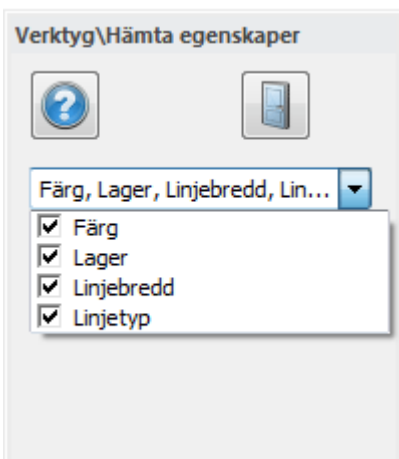 Verktyg\Hämta egenskaper
?
Färg, Lager, Linjebredd, Lin...
Färg
Lager
Linjebredd
Linjetyp